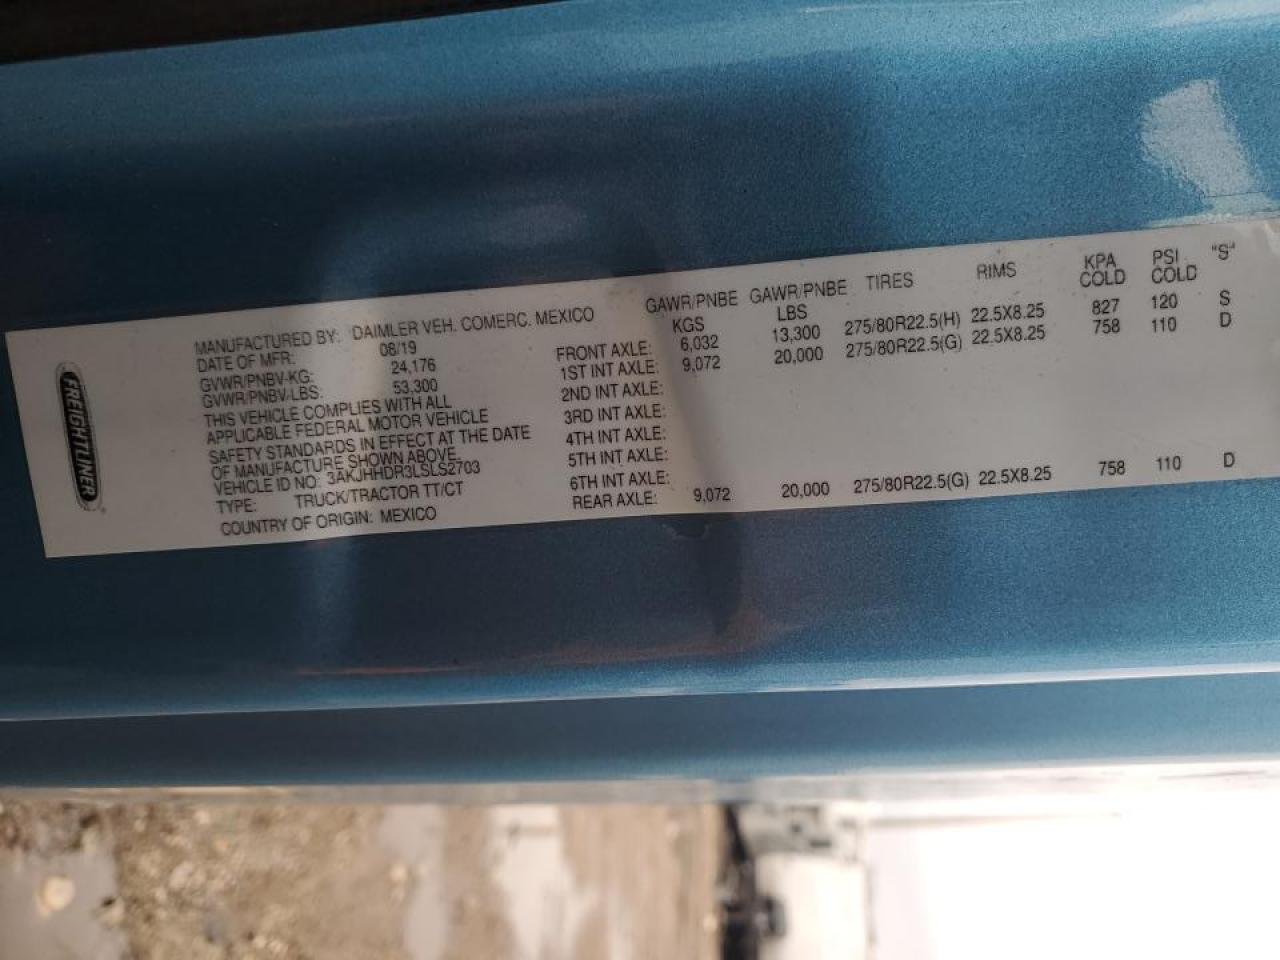 FREIGHTLINER
MANUFACTURED BY: DAIMLER VEH. COMERC. MEXICO
DATE OF MFR: 08/19
GVWR/PNBV-KG: 24,176
GVWR/PNBV-LBS: 53,300
THIS VEHICLE COMPLIES WITH ALL
APPLICABLE FEDERAL MOTOR VEHICLE
SAFETY STANDARDS IN EFFECT AT THE DATE
OF MANUFACTURE SHOWN ABOVE.
VEHICLE ID NO: 3AKJHHDR3LSLS2703
TYPE: TRUCK/TRACTOR TT/CT
COUNTRY OF ORIGIN: MEXICO
GAWR/PNBE GAWR/PNBE TIRES RIMS KPA PSI "S"
KGS LBS COLD COLD
FRONT AXLE: 6,032 13,300 275/80R22.5(H) 22.5X8.25 827 120 S
1ST INT AXLE: 9,072 20,000 275/80R22.5(G) 22.5X8.25 758 110 D
2ND INT AXLE:
3RD INT AXLE:
4TH INT AXLE:
5TH INT AXLE:
6TH INT AXLE:
REAR AXLE: 9,072 20,000 275/80R22.5(G) 22.5X8.25 758 110 D